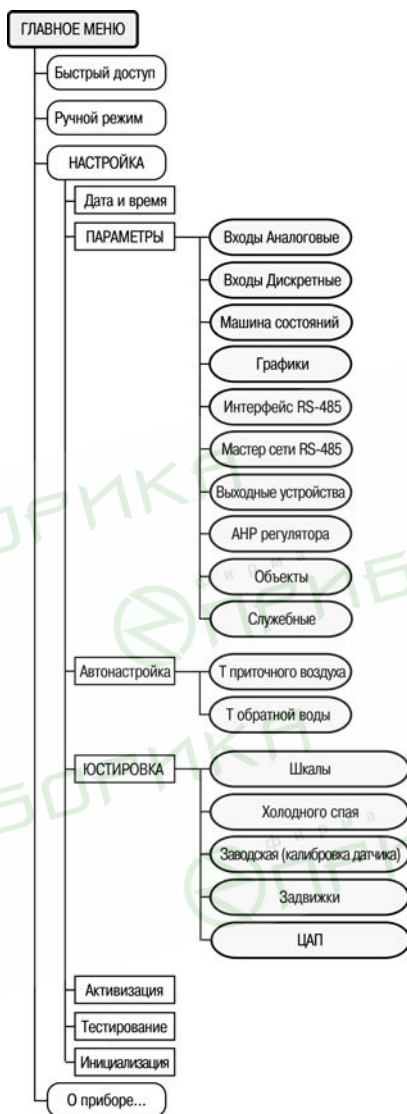 ГЛАВНОЕ МЕНЮ
Быстрый доступ
Ручной режим
НАСТРОЙКА
Дата и время
ПАРАМЕТРЫ
Входы Аналоговые
Входы Дискретные
Машина состояний
Графики
Интерфейс RS-485
Мастер сети RS-485
Выходные устройства
АНР регулятора
Объекты
Служебные
Автонастройка
Т приточного воздуха
Т обратной воды
ЮСТИРОВКА
Шкалы
Холодного спая
Заводская (калибровка датчика)
Задвижки
ЦАП
Активизация
Тестирование
Инициализация
О приборе...
фирма
фирма